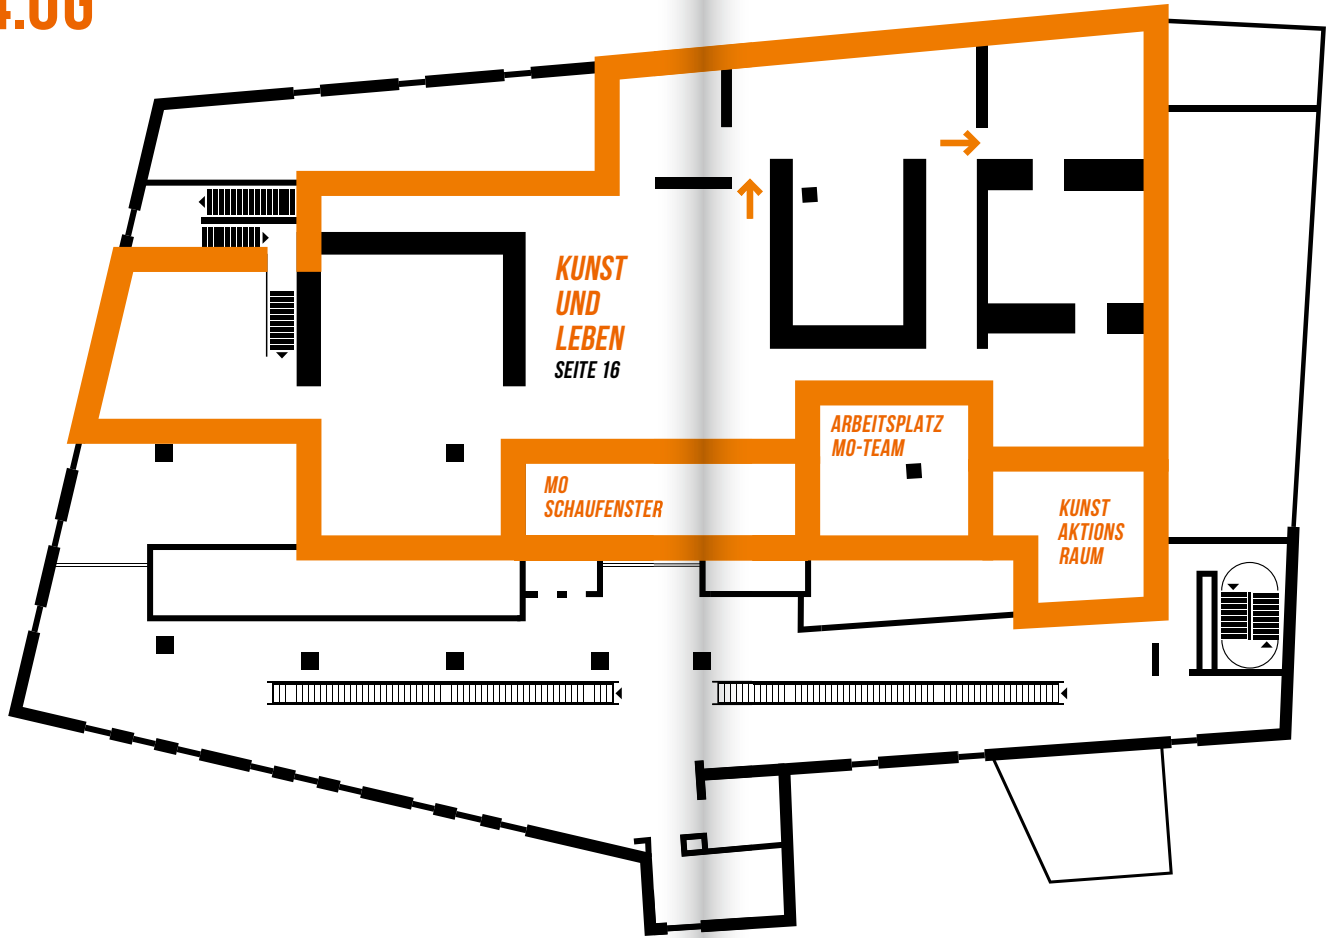 4.OG
KUNST
UND
LEBEN
SEITE 16
ARBEITSPLATZ
MO-TEAM
MO
SCHAUFENSTER
KUNST
AKTIONS
RAUM